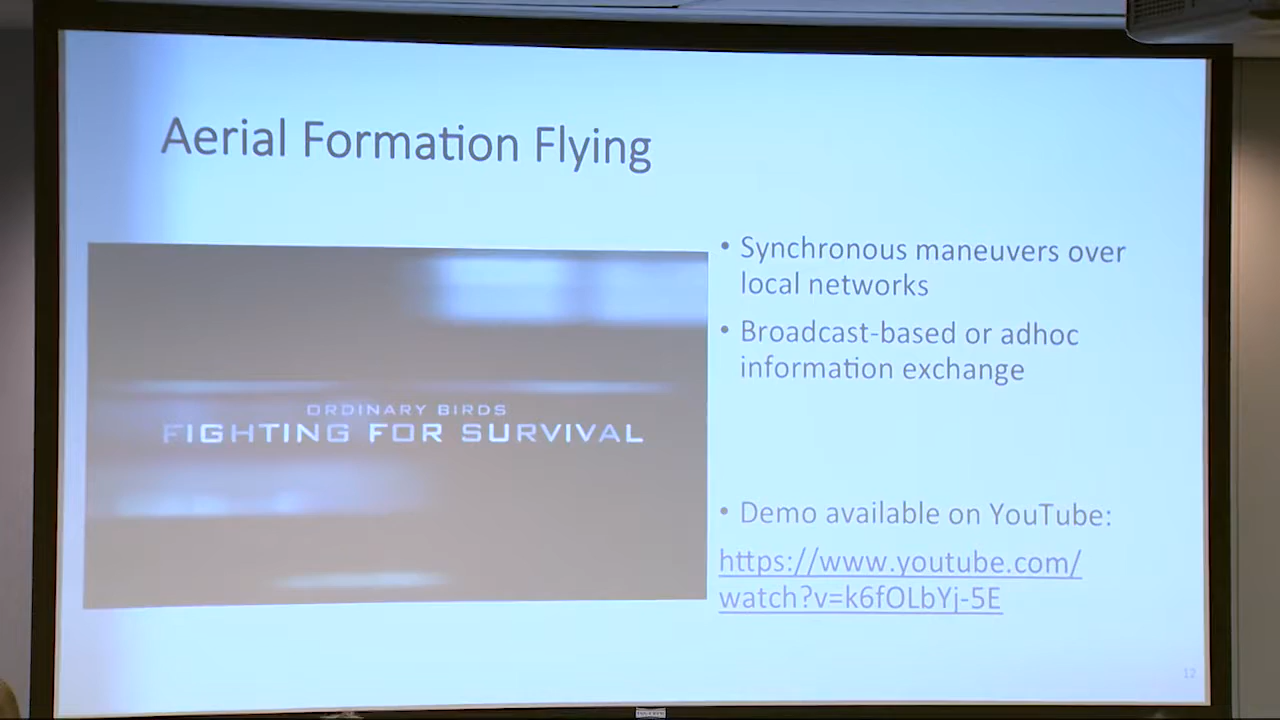 Aerial Formation Flying
ORDINARY BIRDS
FIGHTING FOR SURVIVAL
• Synchronous maneuvers over
local networks
• Broadcast-based or adhoc
information exchange
• Demo available on YouTube:
https://www.youtube.com/
watch?v=k6fOLbYj-5E
12